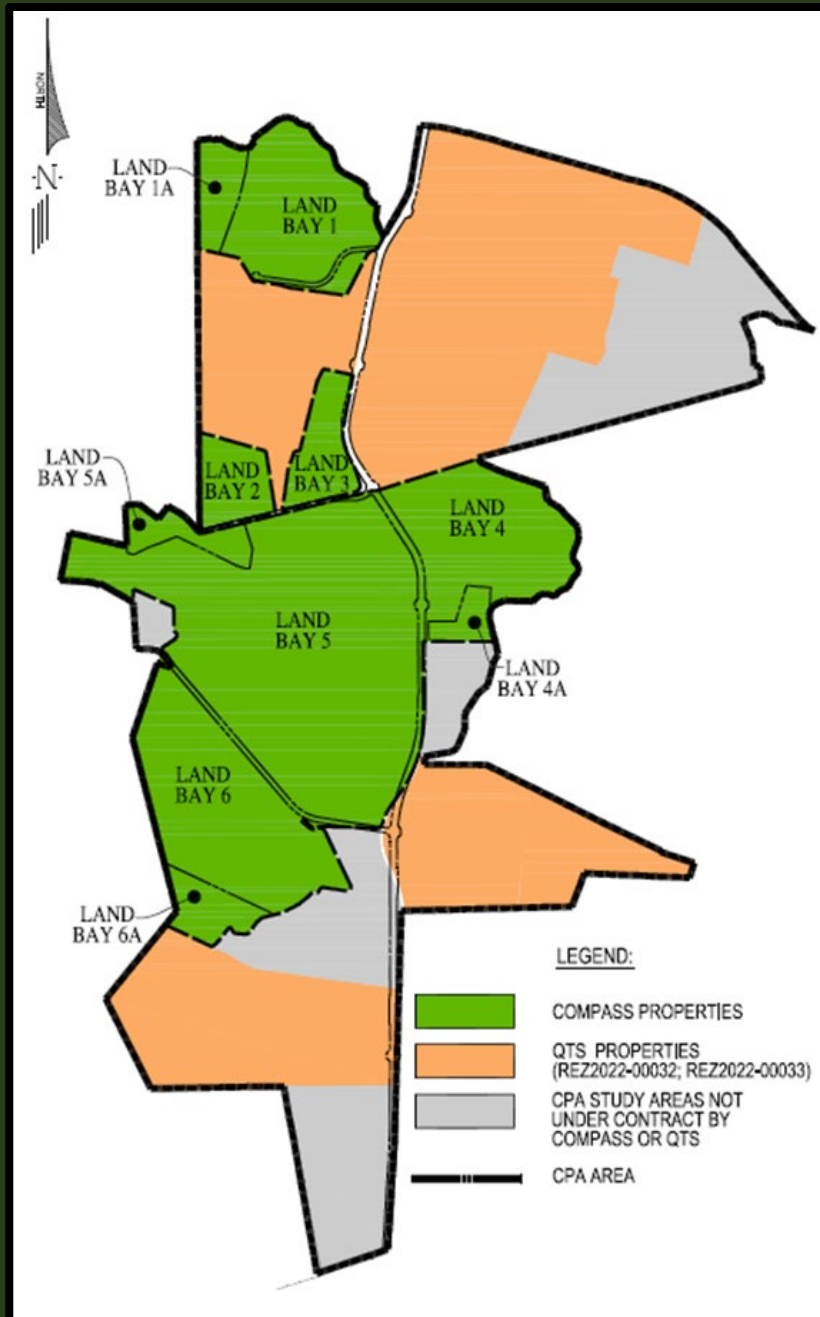 NORTH
N
LAND
BAY 1A
LAND
BAY 1
LAND
BAY 5A
LAND
BAY 2
LAND
BAY 3
LAND
BAY 4
LAND
BAY 5
LAND
BAY 4A
LAND
BAY 6
LAND
BAY 6A
LEGEND:
COMPASS PROPERTIES
QTS PROPERTIES
(REZ2022-00032; REZ2022-00033)
CPA STUDY AREAS NOT
UNDER CONTRACT BY
COMPASS OR QTS
CPA AREA